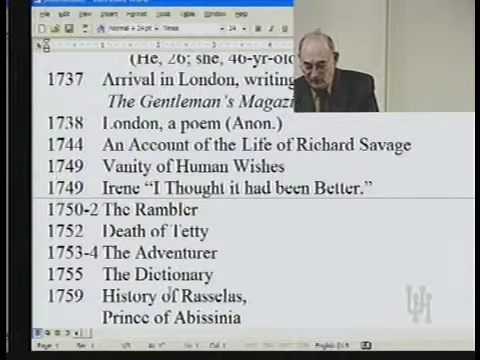 (He, 26; she, 46-yr-old
1737 Arrival in London, writing
The Gentleman's Magazi
1738 London, a poem (Anon.)
1744 An Account of the Life of Richard Savage
1749 Vanity of Human Wishes
1749 Irene "I Thought it had been Better."
1750-2 The Rambler
1752 Death of Tetty
1753-4 The Adventurer
1755 The Dictionary
1759 History of Rasselas,
Prince of Abissinia